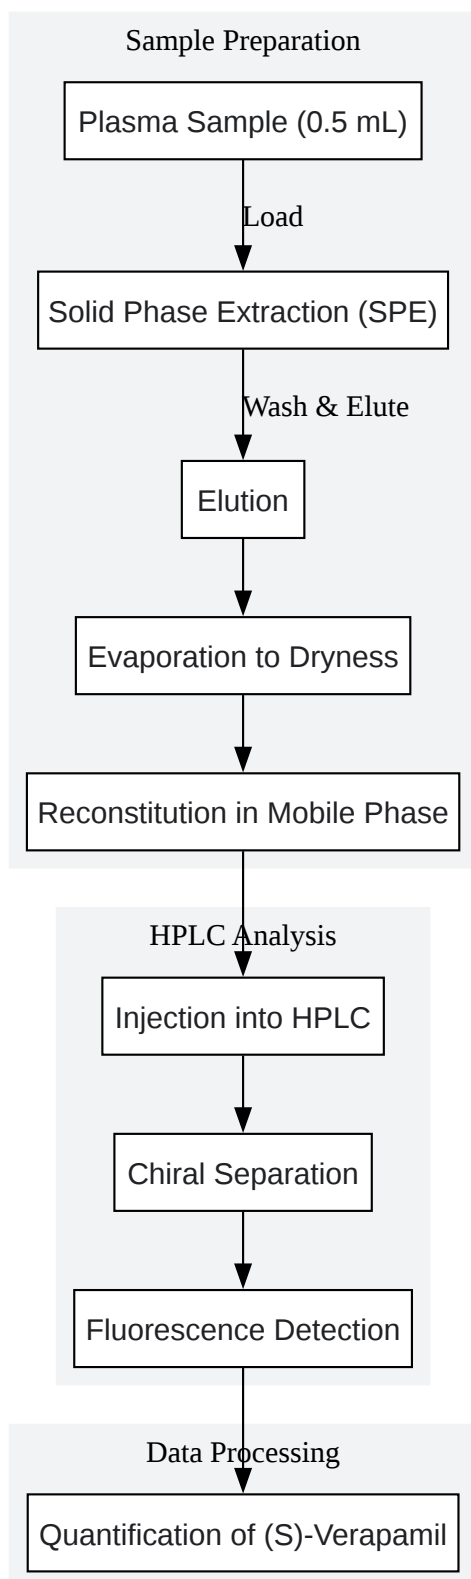 Sample Preparation
Plasma Sample (0.5 mL)
Load
Solid Phase Extraction (SPE)
Wash & Elute
Elution
Evaporation to Dryness
Reconstitution in Mobile Phase
HPLC Analysis
Injection into HPLC
Chiral Separation
Fluorescence Detection
Data Processing
Quantification of (S)-Verapamil